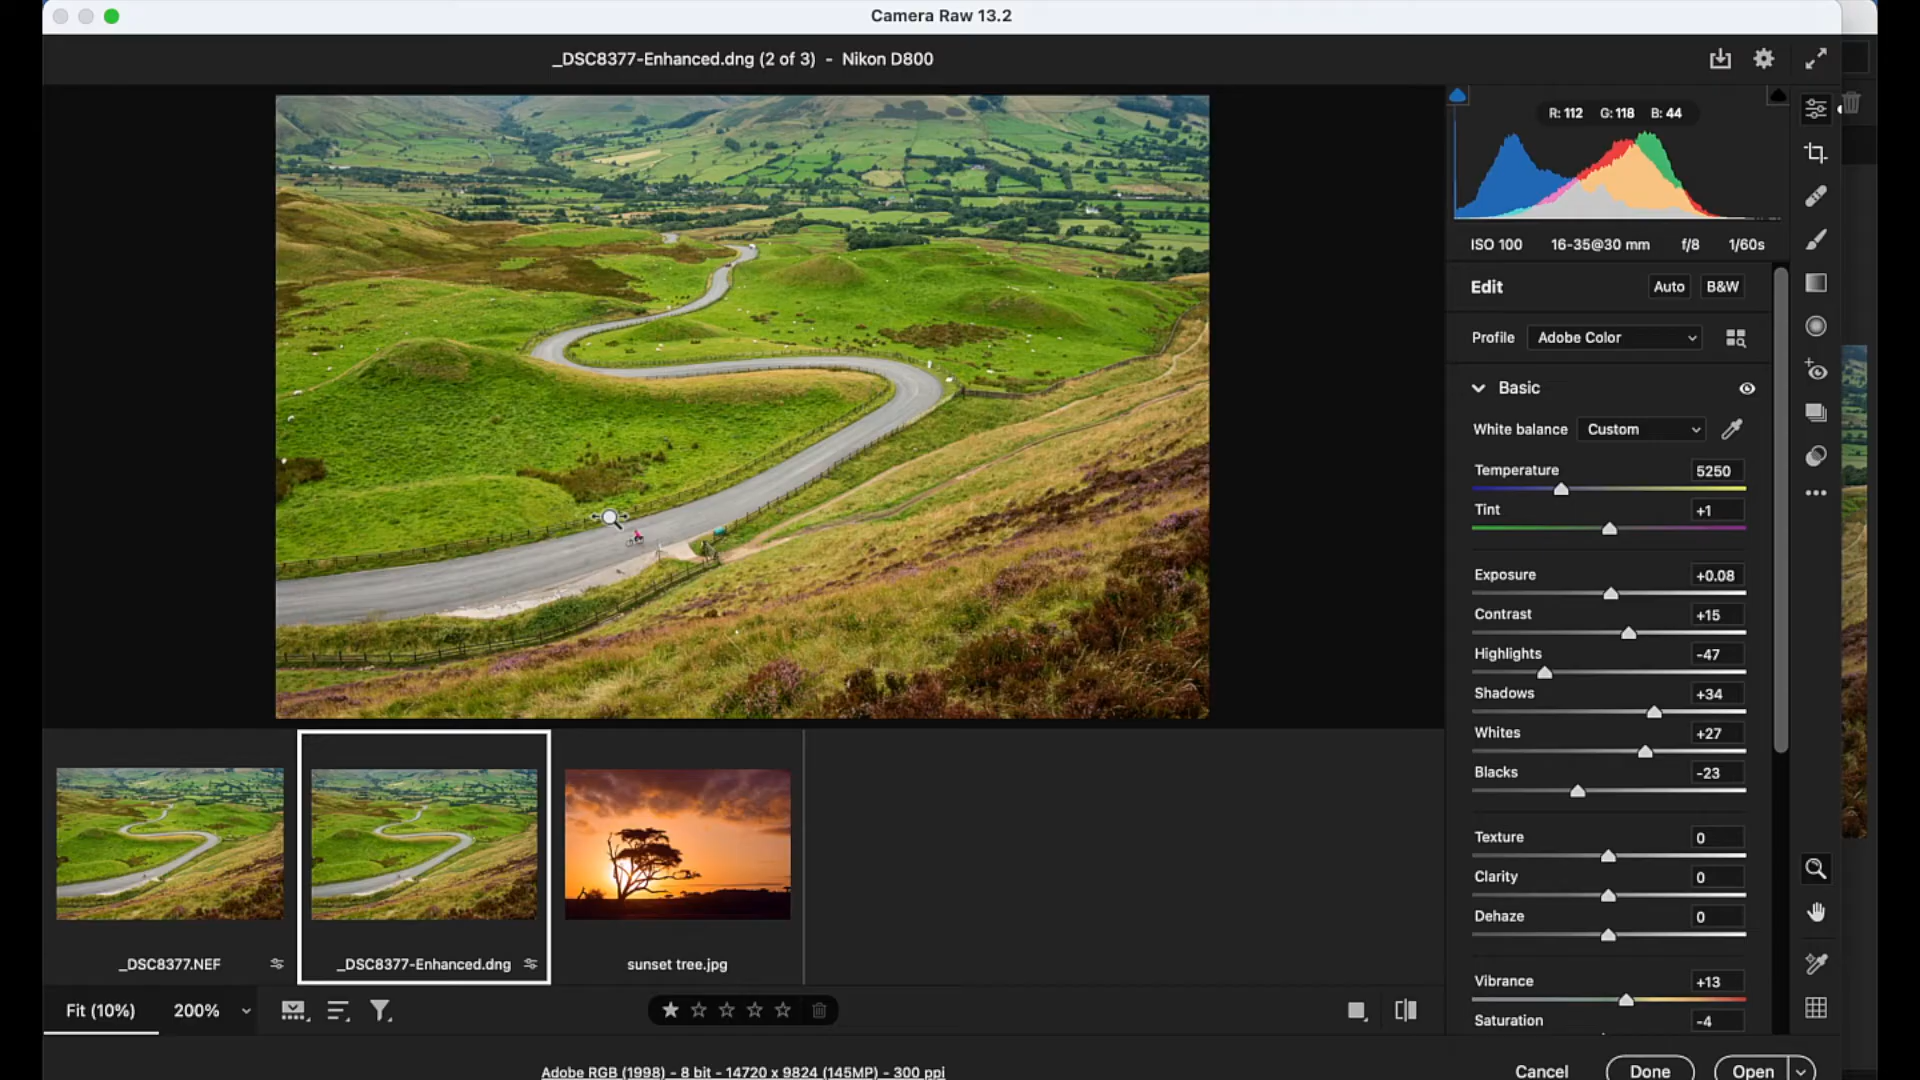 Camera Raw 13.2
_DSC8377-Enhanced.dng (2 of 3) - Nikon D800
R: 112 G: 118 B: 44
ISO 100 16-35@30 mm f/8 1/60s
Edit Auto B&W
Profile Adobe Color
Basic
White balance Custom
Temperature 5250
Tint +1
Exposure +0.08
Contrast +15
Highlights -47
Shadows +34
Whites +27
Blacks -23
Texture 0
Clarity 0
Dehaze 0
Vibrance +13
Saturation -4
_DSC8377.NEF
_DSC8377-Enhanced.dng
sunset tree.jpg
Fit (10%) 200%
Adobe RGB (1998) - 8 bit - 14720 x 9824 (145MP) - 300 ppi
Cancel Done Open